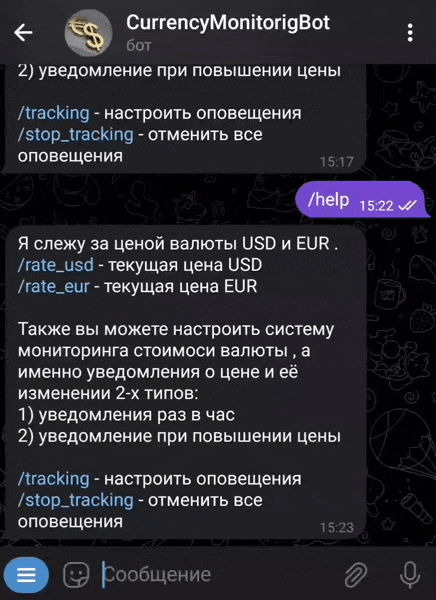 CurrencyMonitorigBot
бот
2) уведомление при повышении цены
/tracking - настроить оповещения
/stop_tracking - отменить все
оповещения
15:17
/help 15:22
Я слежу за ценой валюты USD и EUR .
/rate_usd - текущая цена USD
/rate_eur - текущая цена EUR
Также вы можете настроить систему
мониторинга стоимоси валюты , а
именно уведомления о цене и её
изменении 2-х типов:
1) уведомления раз в час
2) уведомление при повышении цены
/tracking - настроить оповещения
/stop_tracking - отменить все
оповещения
15:23
Сообщение